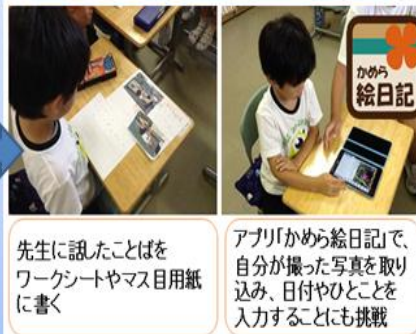 かめら
絵日記
先生に話したことばを
ワークシートやマス目用紙
に書く
アプリ「かめら絵日記」で、
自分が撮った写真を取り
込み、日付やひとことを
入力することにも挑戦